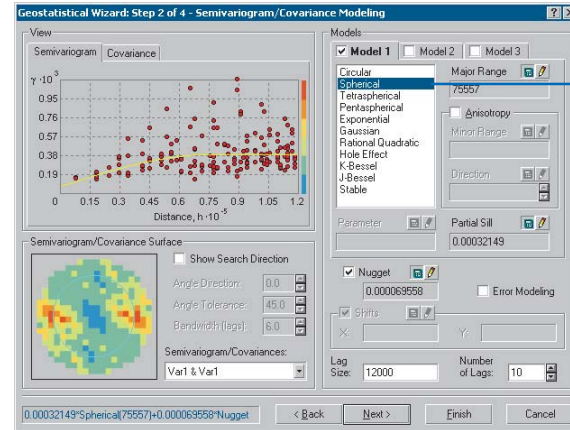 Geostatistical Wizard: Step 2 of 4 - Semivariogram/Covariance Modeling
View
Semivariogram
Covariance
γ·10 3
0.95
0.76
0.57
0.38
0.19
0 0.15 0.3 0.45 0.6 0.75 0.9 1.05 1.2
Distance, h·10 -5
Semivariogram/Covariance Surface
Show Search Direction
Angle Direction: 0.0
Angle Tolerance: 45.0
Bandwidth (lags): 6.0
Semivariogram/Covariances:
Var1 & Var1
Models
Model 1
Model 2
Model 3
Circular
Spherical
Tetraspherical
Pentaspherical
Exponential
Gaussian
Rational Quadratic
Hole Effect
K-Bessel
J-Bessel
Stable
Major Range
75557
Anisotropy
Minor Range
Direction
Parameter
Partial Sill
0.00032149
Nugget
0.000069558
Error Modeling
Shifts
X:
Y:
Lag Size: 12000
Number of Lags: 10
0.00032149*Spherical(75557)+0.000069558*Nugget
< Back
Next >
Finish
Cancel